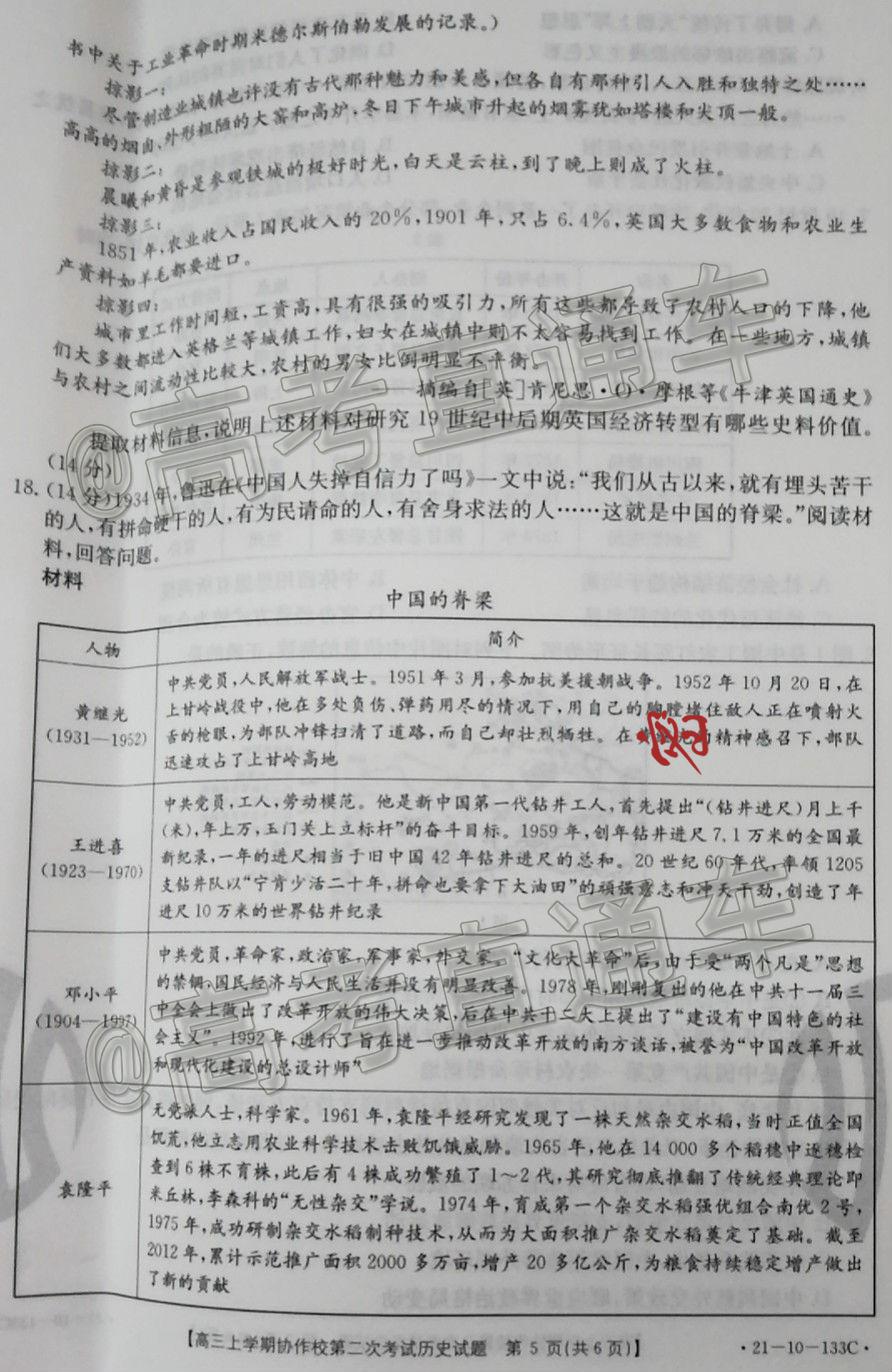 书中关于工业革命时期米德尔斯伯勒发展的记录。)
掠影一:
尽管制造业城镇也许没有古代那种魅力和美感,但各自有那种引人入胜和独特之处……
高高的烟囱、外形粗陋的大窑和高炉,冬日下午城市升起的烟雾犹如塔楼和尖顶一般。
掠影二:
晨曦和黄昏是参观铁城的极好时光,白天是云柱,到了晚上则成了火柱。
掠影三:
1851年,农业收入占国民收入的20%,1901年,只占6.4%,英国大多数食物和农业生
产资料如羊毛都要进口。
掠影四:
城市里工作时间短,工资高,具有很强的吸引力,所有这些都导致了农村人口的下降,他
们大多数都进入英格兰等城镇工作,妇女在城镇中则不太容易找到工作。在一些地方,城镇
与农村之间流动性比较大,农村的男女比例明显不平衡。
——摘编自[英]肯尼思·O·摩根等《牛津英国通史》
提取材料信息,说明上述材料对研究19世纪中后期英国经济转型有哪些史料价值。
(14分)
18.(14分)1934年,鲁迅在《中国人失掉自信力了吗》一文中说:“我们从古以来,就有埋头苦干
的人,有拼命硬干的人,有为民请命的人,有舍身求法的人……这就是中国的脊梁。”阅读材
料,回答问题。
材料
中国的脊梁
人物 简介
黄继光
(1931—1952)
中共党员,人民解放军战士。1951年3月,参加抗美援朝战争。1952年10月20日,在
上甘岭战役中,他在多处负伤、弹药用尽的情况下,用自己的胸膛堵住敌人正在喷射火
舌的枪眼,为部队冲锋扫清了道路,而自己却壮烈牺牲。在黄继光的精神感召下,部队
迅速攻占了上甘岭高地
王进喜
(1923—1970)
中共党员,工人,劳动模范。他是新中国第一代钻井工人,首先提出“(钻井进尺)月上千
(米),年上万,玉门关上立标杆”的奋斗目标。1959年,创年钻井进尺7.1万米的全国最
新纪录,一年的进尺相当于旧中国42年钻井进尺的总和。20世纪60年代,率领1205
支钻井队以“宁肯少活二十年,拼命也要拿下大油田”的顽强意志和冲天干劲,创造了年
进尺10万米的世界钻井纪录
邓小平
(1904—1997)
中共党员,革命家,政治家,军事家,外交家。“文化大革命”后,由于受“两个凡是”思想
的禁锢,国民经济与人民生活并没有明显改善。1978年,刚刚复出的他在中共十一届三
中全会上做出了改革开放的伟大决策,后在中共十二大上提出了“建设有中国特色的社
会主义”。1992年,进行了旨在进一步推动改革开放的南方谈话,被誉为“中国改革开放
和现代化建设的总设计师”
袁隆平
无党派人士,科学家。1961年,袁隆平经研究发现了一株天然杂交水稻,当时正值全国
饥荒,他立志用农业科学技术击败饥饿威胁。1965年,他在14 000多个稻穗中逐穗检
查到6株不育株,此后有4株成功繁殖了1～2代,其研究彻底推翻了传统经典理论即
米丘林,李森科的“无性杂交”学说。1974年,育成第一个杂交水稻强优组合南优2号,
1975年,成功研制杂交水稻制种技术,从而为大面积推广杂交水稻奠定了基础。截至
2012年,累计示范推广面积2000多万亩,增产20多亿公斤,为粮食持续稳定增产做出
了新的贡献
【高三上学期协作校第二次考试历史试题 第5页(共6页)】
·21-10-133C·
@高考直通车
@高考直通车